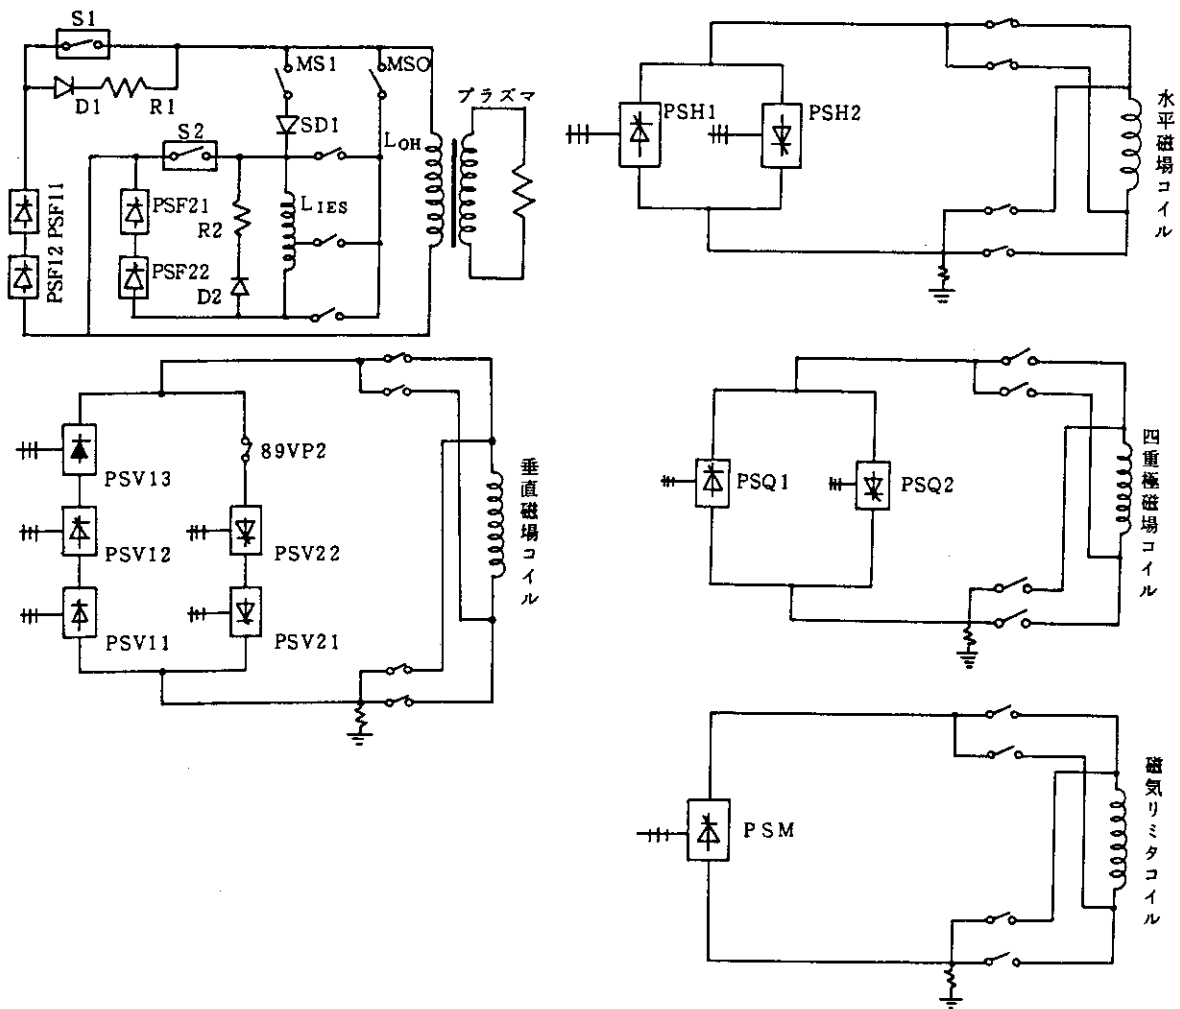 S1
D1
R1
MS1
MSO
プラズマ
SD1
S2
LOH
PSF11
PSF12
PSF21
PSF22
R2
D2
LIES
PSH1
PSH2
水平磁場コイル
89VP2
PSV13
PSV12
PSV11
PSV22
PSV21
垂直磁場コイル
PSQ1
PSQ2
四重極磁場コイル
PSM
磁気リミタコイル